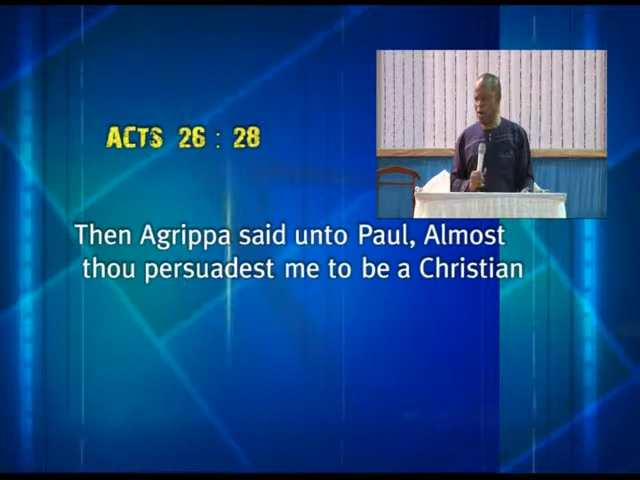 ACTS 26 : 28
Then Agrippa said unto Paul, Almost
thou persuadest me to be a Christian